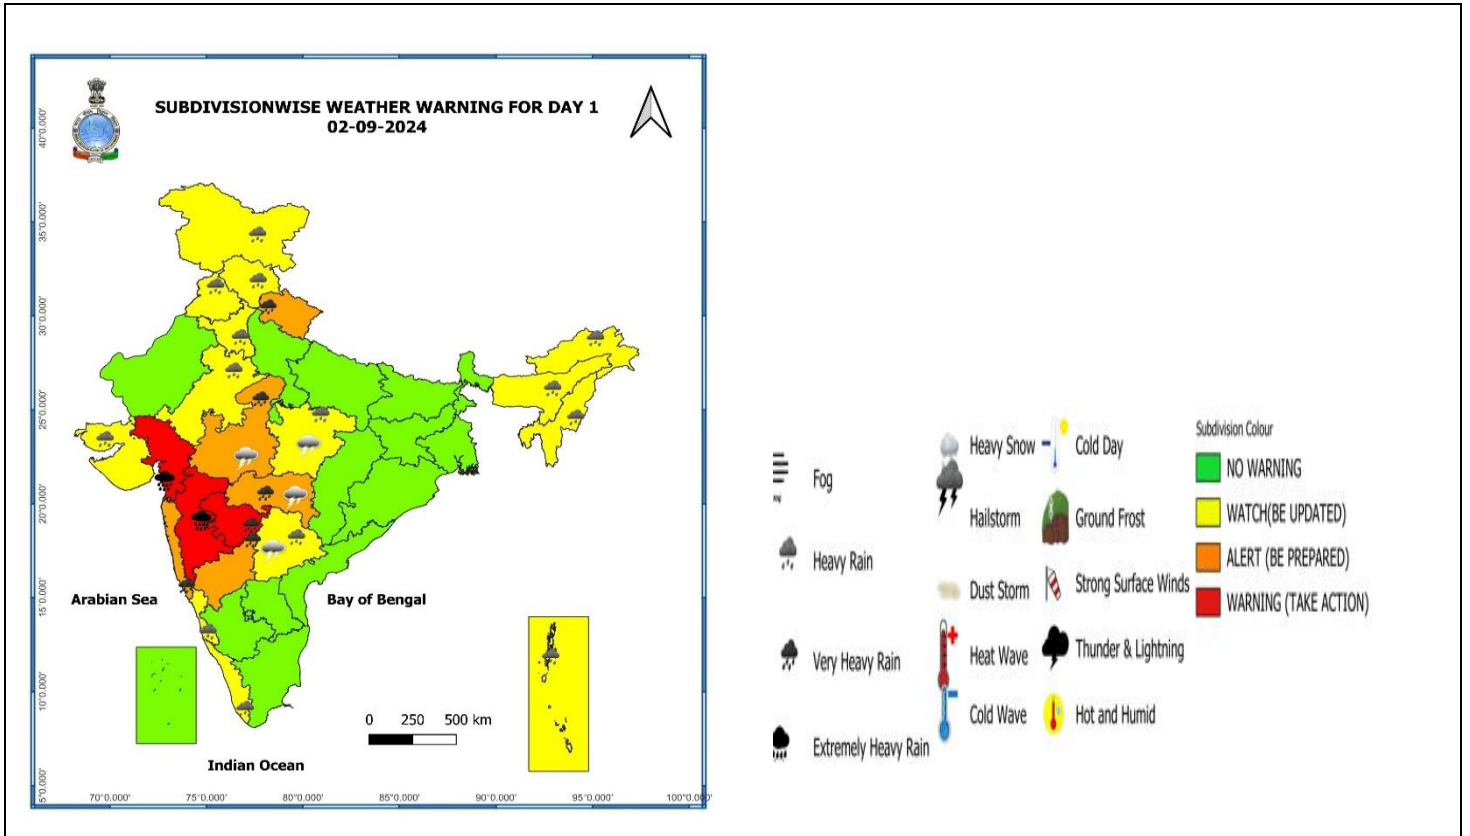 SUBDIVISIONWISE WEATHER WARNING FOR DAY 1
02-09-2024
40°0.000'
35°0.000'
30°0.000'
25°0.000'
20°0.000'
15°0.000'
10°0.000'
5°0.000'
Arabian Sea
Bay of Bengal
0 250 500 km
Indian Ocean
70°0.000' 75°0.000' 80°0.000' 85°0.000' 90°0.000' 95°0.000' 100°0.000'
Fog
Heavy Rain
Very Heavy Rain
Extremely Heavy Rain
Heavy Snow
Hailstorm
Dust Storm
Heat Wave
Cold Wave
Cold Day
Ground Frost
Strong Surface Winds
Thunder & Lightning
Hot and Humid
Subdivision Colour
NO WARNING
WATCH(BE UPDATED)
ALERT (BE PREPARED)
WARNING (TAKE ACTION)